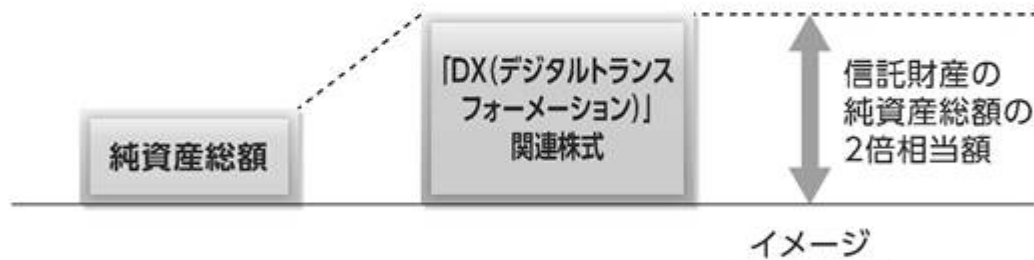 純資産総額
「DX(デジタルトランス
フォーメーション)」
関連株式
信託財産の
純資産総額の
2倍相当額
イメージ